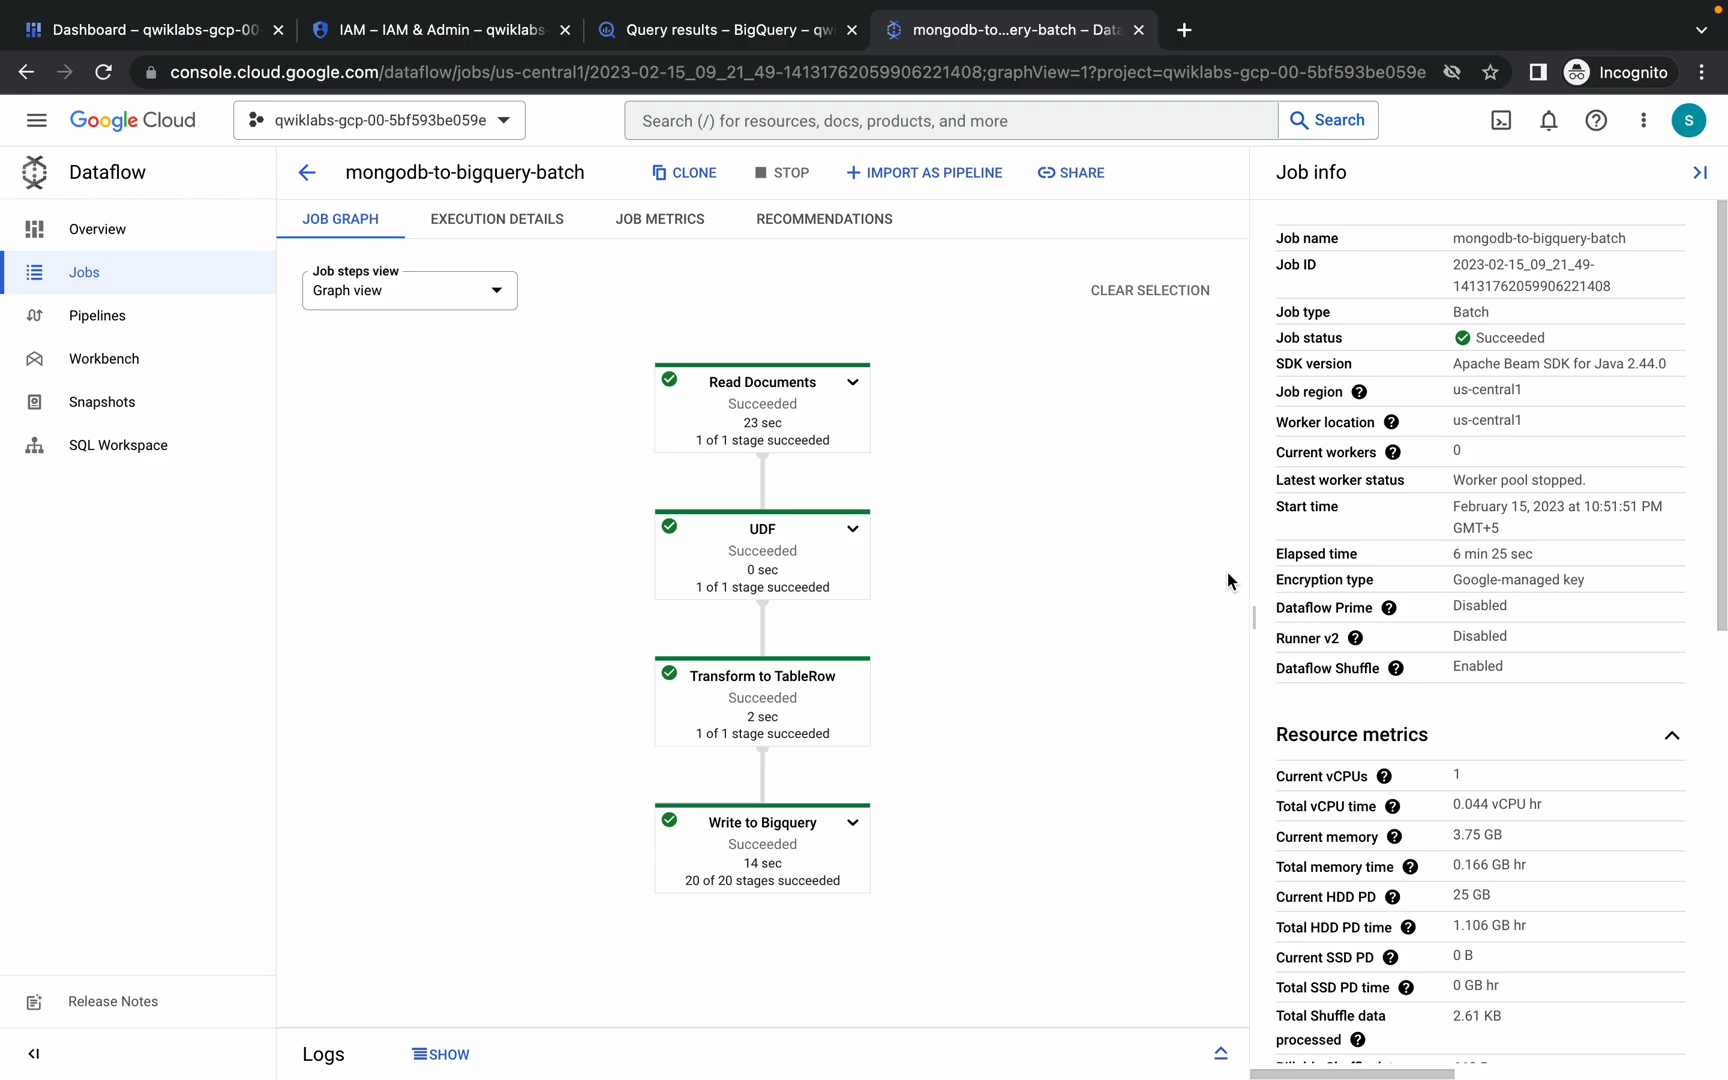 Dashboard – qwiklabs-gcp-00
IAM – IAM & Admin – qwiklabs-
Query results – BigQuery – qwi
mongodb-to...ery-batch – Data
console.cloud.google.com/dataflow/jobs/us-central1/2023-02-15_09_21_49-14131762059906221408;graphView=1?project=qwiklabs-gcp-00-5bf593be059e
Incognito
Google Cloud
qwiklabs-gcp-00-5bf593be059e
Search (/) for resources, docs, products, and more
Search
S
Dataflow
Overview
Jobs
Pipelines
Workbench
Snapshots
SQL Workspace
Release Notes
mongodb-to-bigquery-batch
CLONE
STOP
IMPORT AS PIPELINE
SHARE
JOB GRAPH
EXECUTION DETAILS
JOB METRICS
RECOMMENDATIONS
Job steps view
Graph view
CLEAR SELECTION
Read Documents
Succeeded
23 sec
1 of 1 stage succeeded
UDF
Succeeded
0 sec
1 of 1 stage succeeded
Transform to TableRow
Succeeded
2 sec
1 of 1 stage succeeded
Write to Bigquery
Succeeded
14 sec
20 of 20 stages succeeded
Logs
SHOW
Job info
Job name mongodb-to-bigquery-batch
Job ID 2023-02-15_09_21_49-
14131762059906221408
Job type Batch
Job status Succeeded
SDK version Apache Beam SDK for Java 2.44.0
Job region ? us-central1
Worker location ? us-central1
Current workers ? 0
Latest worker status Worker pool stopped.
Start time February 15, 2023 at 10:51:51 PM
GMT+5
Elapsed time 6 min 25 sec
Encryption type Google-managed key
Dataflow Prime ? Disabled
Runner v2 ? Disabled
Dataflow Shuffle ? Enabled
Resource metrics
Current vCPUs ? 1
Total vCPU time ? 0.044 vCPU hr
Current memory ? 3.75 GB
Total memory time ? 0.166 GB hr
Current HDD PD ? 25 GB
Total HDD PD time ? 1.106 GB hr
Current SSD PD ? 0 B
Total SSD PD time ? 0 GB hr
Total Shuffle data 2.61 KB
processed ?